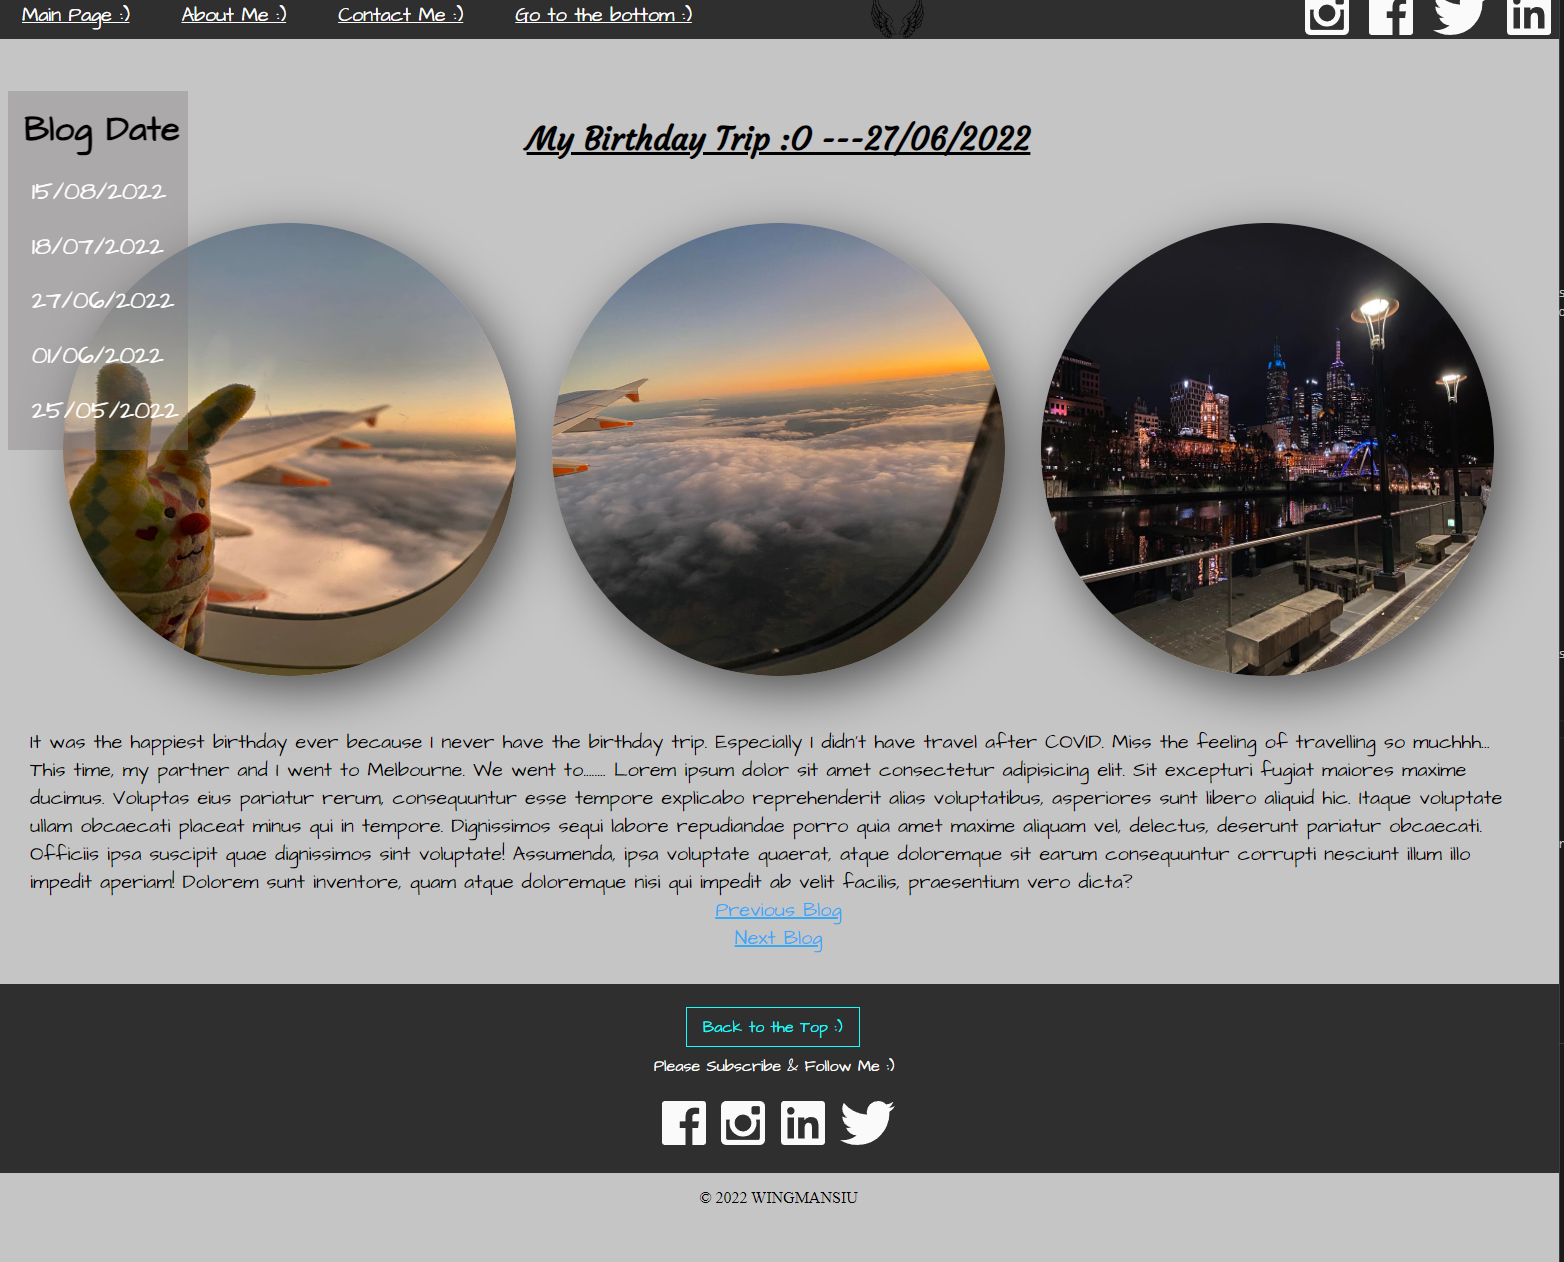 Main Page :)
About Me :)
Contact Me :)
Go to the bottom :)
Blog Date
15/08/2022
18/07/2022
27/06/2022
01/06/2022
25/05/2022
My Birthday Trip :O ---27/06/2022
It was the happiest birthday ever because I never have the birthday trip. Especially I didn't have travel after COVID. Miss the feeling of travelling so muchhh...
This time, my partner and I went to Melbourne. We went to........ Lorem ipsum dolor sit amet consectetur adipisicing elit. Sit excepturi fugiat maiores maxime
ducimus. Voluptas eius pariatur rerum, consequuntur esse tempore explicabo reprehenderit alias voluptatibus, asperiores sunt libero aliquid hic. Itaque voluptate
ullam obcaecati placeat minus qui in tempore. Dignissimos sequi labore repudiandae porro quia amet maxime aliquam vel, delectus, deserunt pariatur obcaecati.
Officiis ipsa suscipit quae dignissimos sint voluptate! Assumenda, ipsa voluptate quaerat, atque doloremque sit earum consequuntur corrupti nesciunt illum illo
impedit aperiam! Dolorem sunt inventore, quam atque doloremque nisi qui impedit ab velit facilis, praesentium vero dicta?
Previous Blog
Next Blog
Back to the Top :)
Please Subscribe & Follow Me :)
© 2022 WINGMANSIU